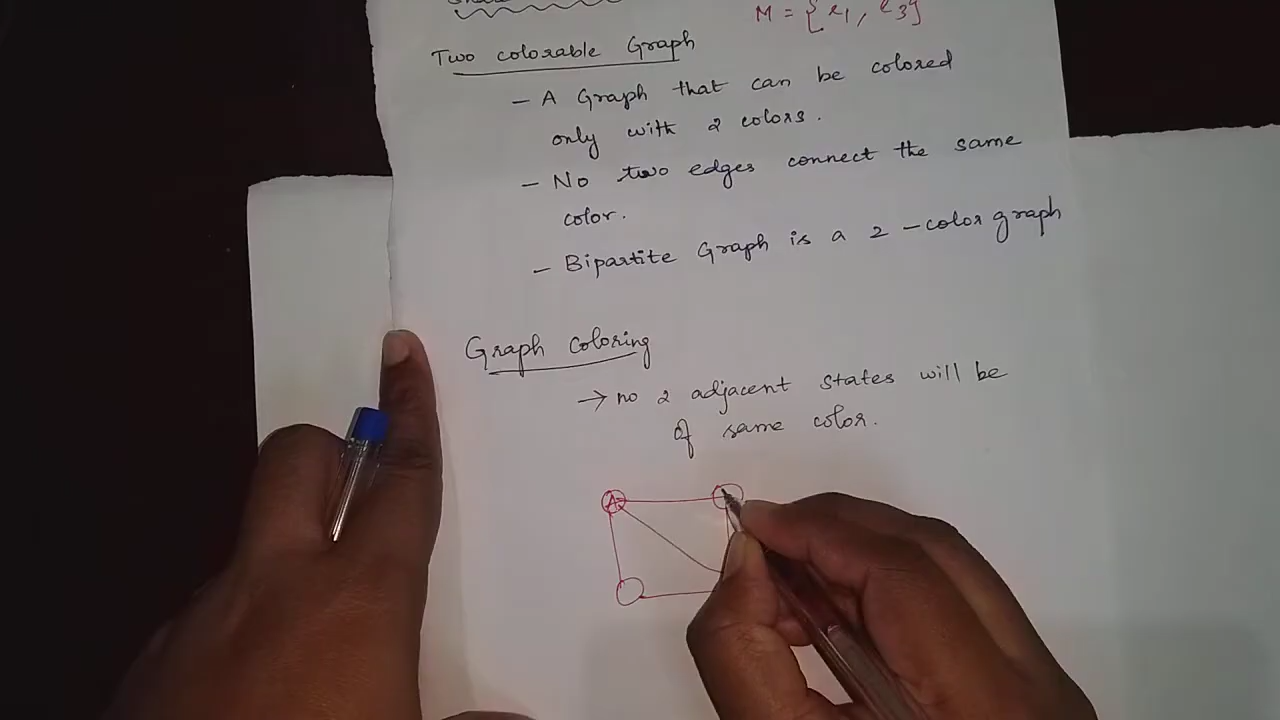 M = {e1, e3}
Two colorable Graph
- A Graph that can be colored
only with 2 colors.
- No two edges connect the same
color.
- Bipartite Graph is a 2 - color graph
Graph coloring
→ no 2 adjacent states will be
of same color.
A